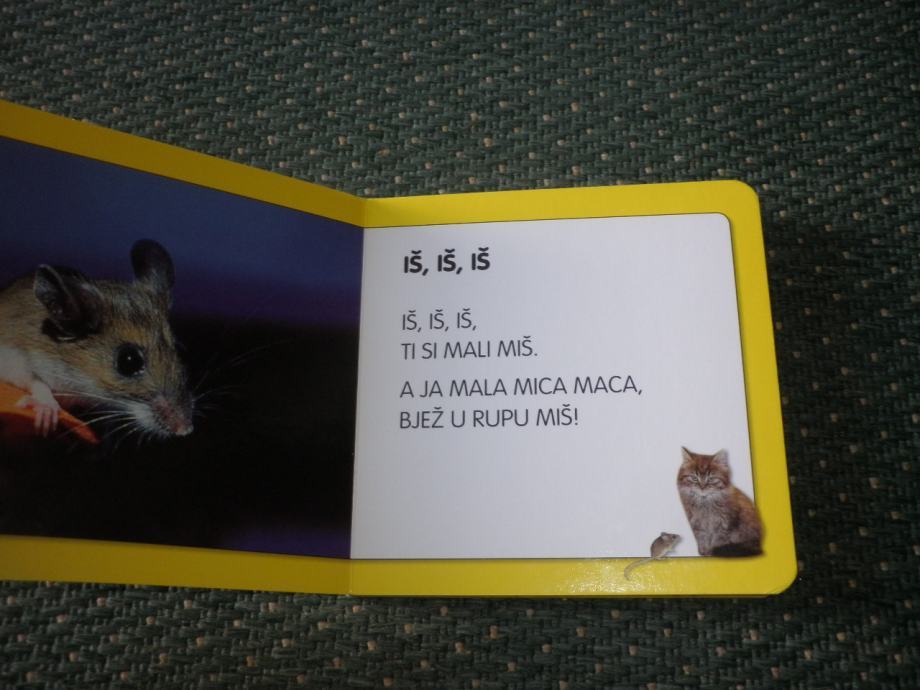 IŠ, IŠ, IŠ
IŠ, IŠ, IŠ,
TI SI MALI MIŠ.
A JA MALA MICA MACA,
BJEŽ U RUPU MIŠ!